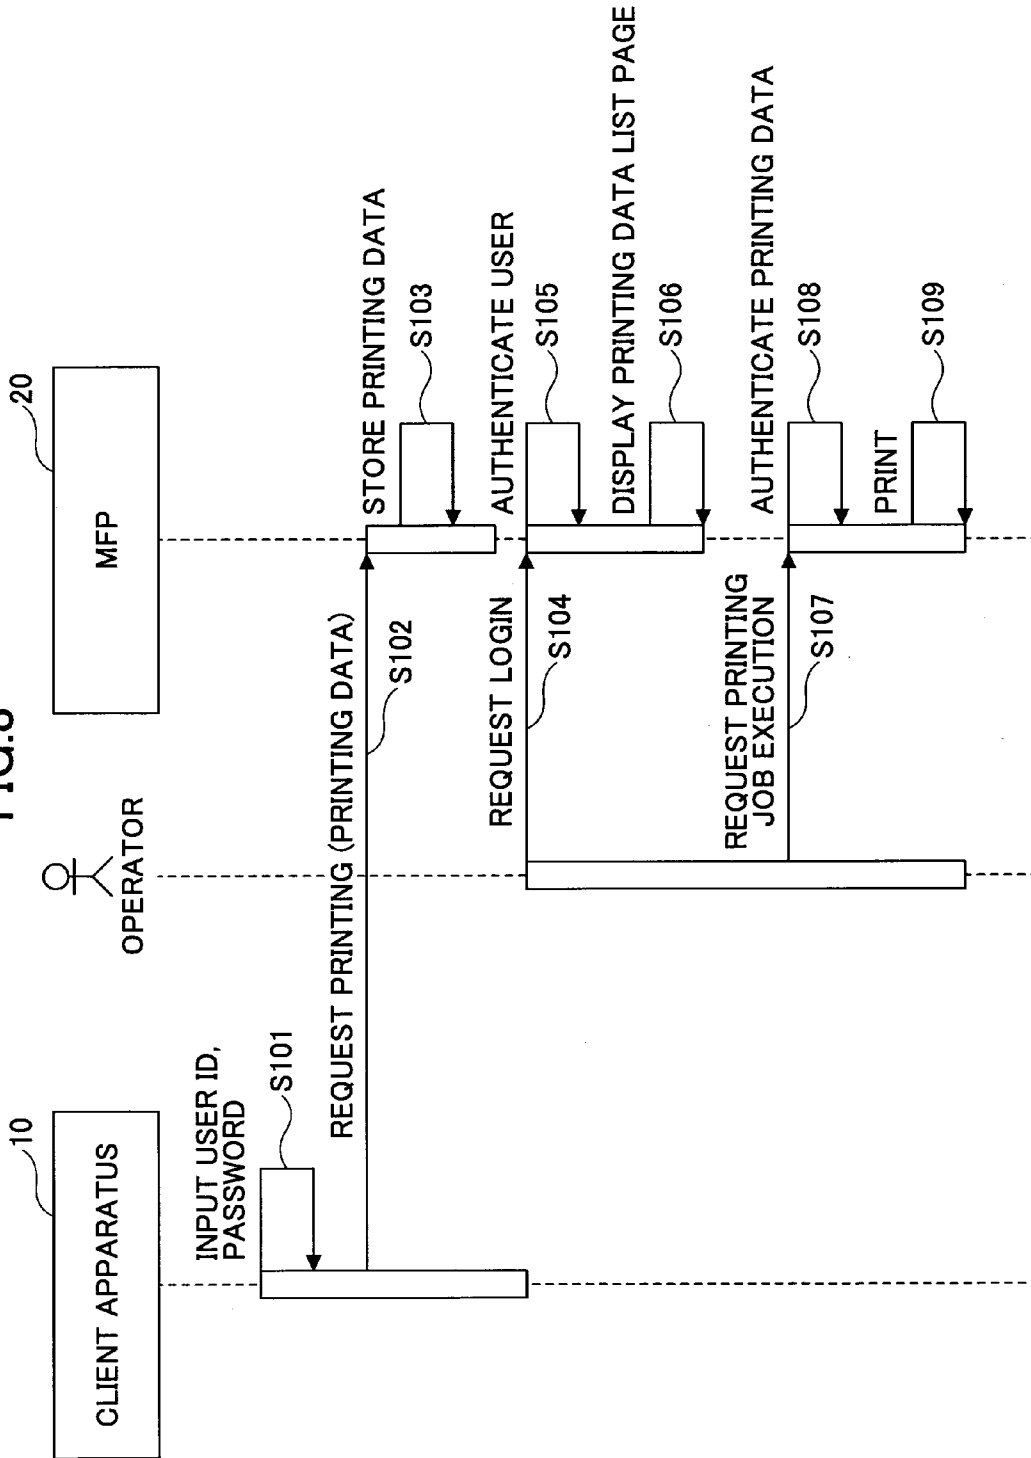 FIG.8
10
CLIENT APPARATUS
OPERATOR
20
MFP
INPUT USER ID,
PASSWORD
S101
REQUEST PRINTING (PRINTING DATA)
S102
STORE PRINTING DATA
S103
REQUEST LOGIN
S104
AUTHENTICATE USER
S105
DISPLAY PRINTING DATA LIST PAGE
S106
REQUEST PRINTING
JOB EXECUTION
S107
AUTHENTICATE PRINTING DATA
S108
PRINT
S109